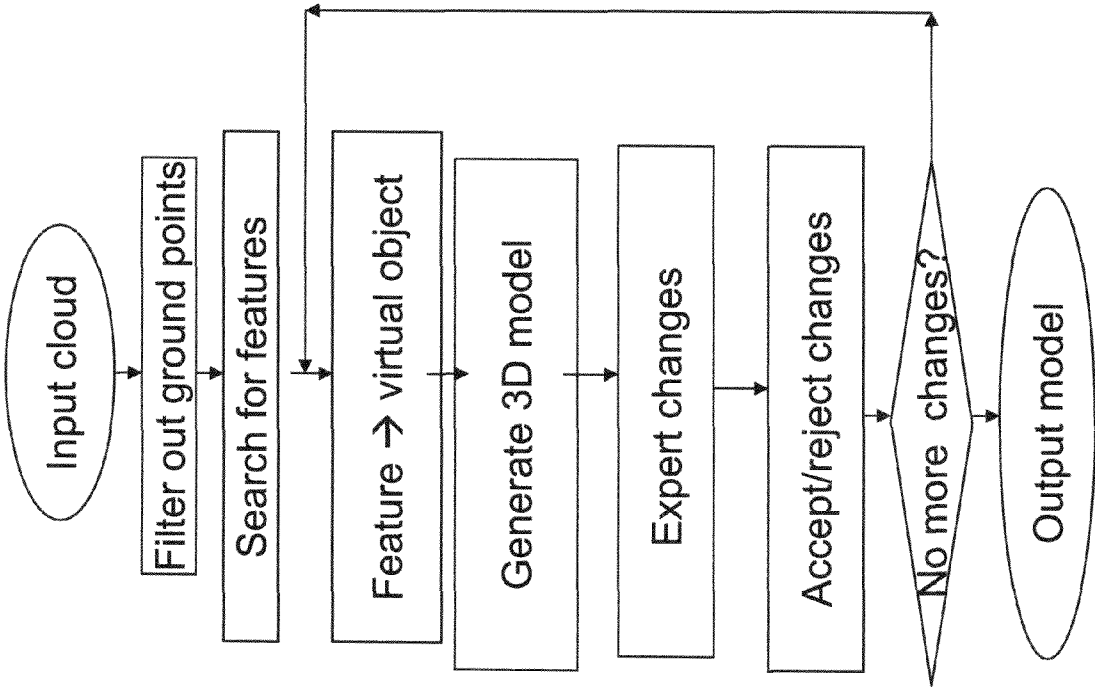 Input cloud
Filter out ground points
Search for features
Feature → virtual object
Generate 3D model
Expert changes
Accept/reject changes
No more changes?
Output model